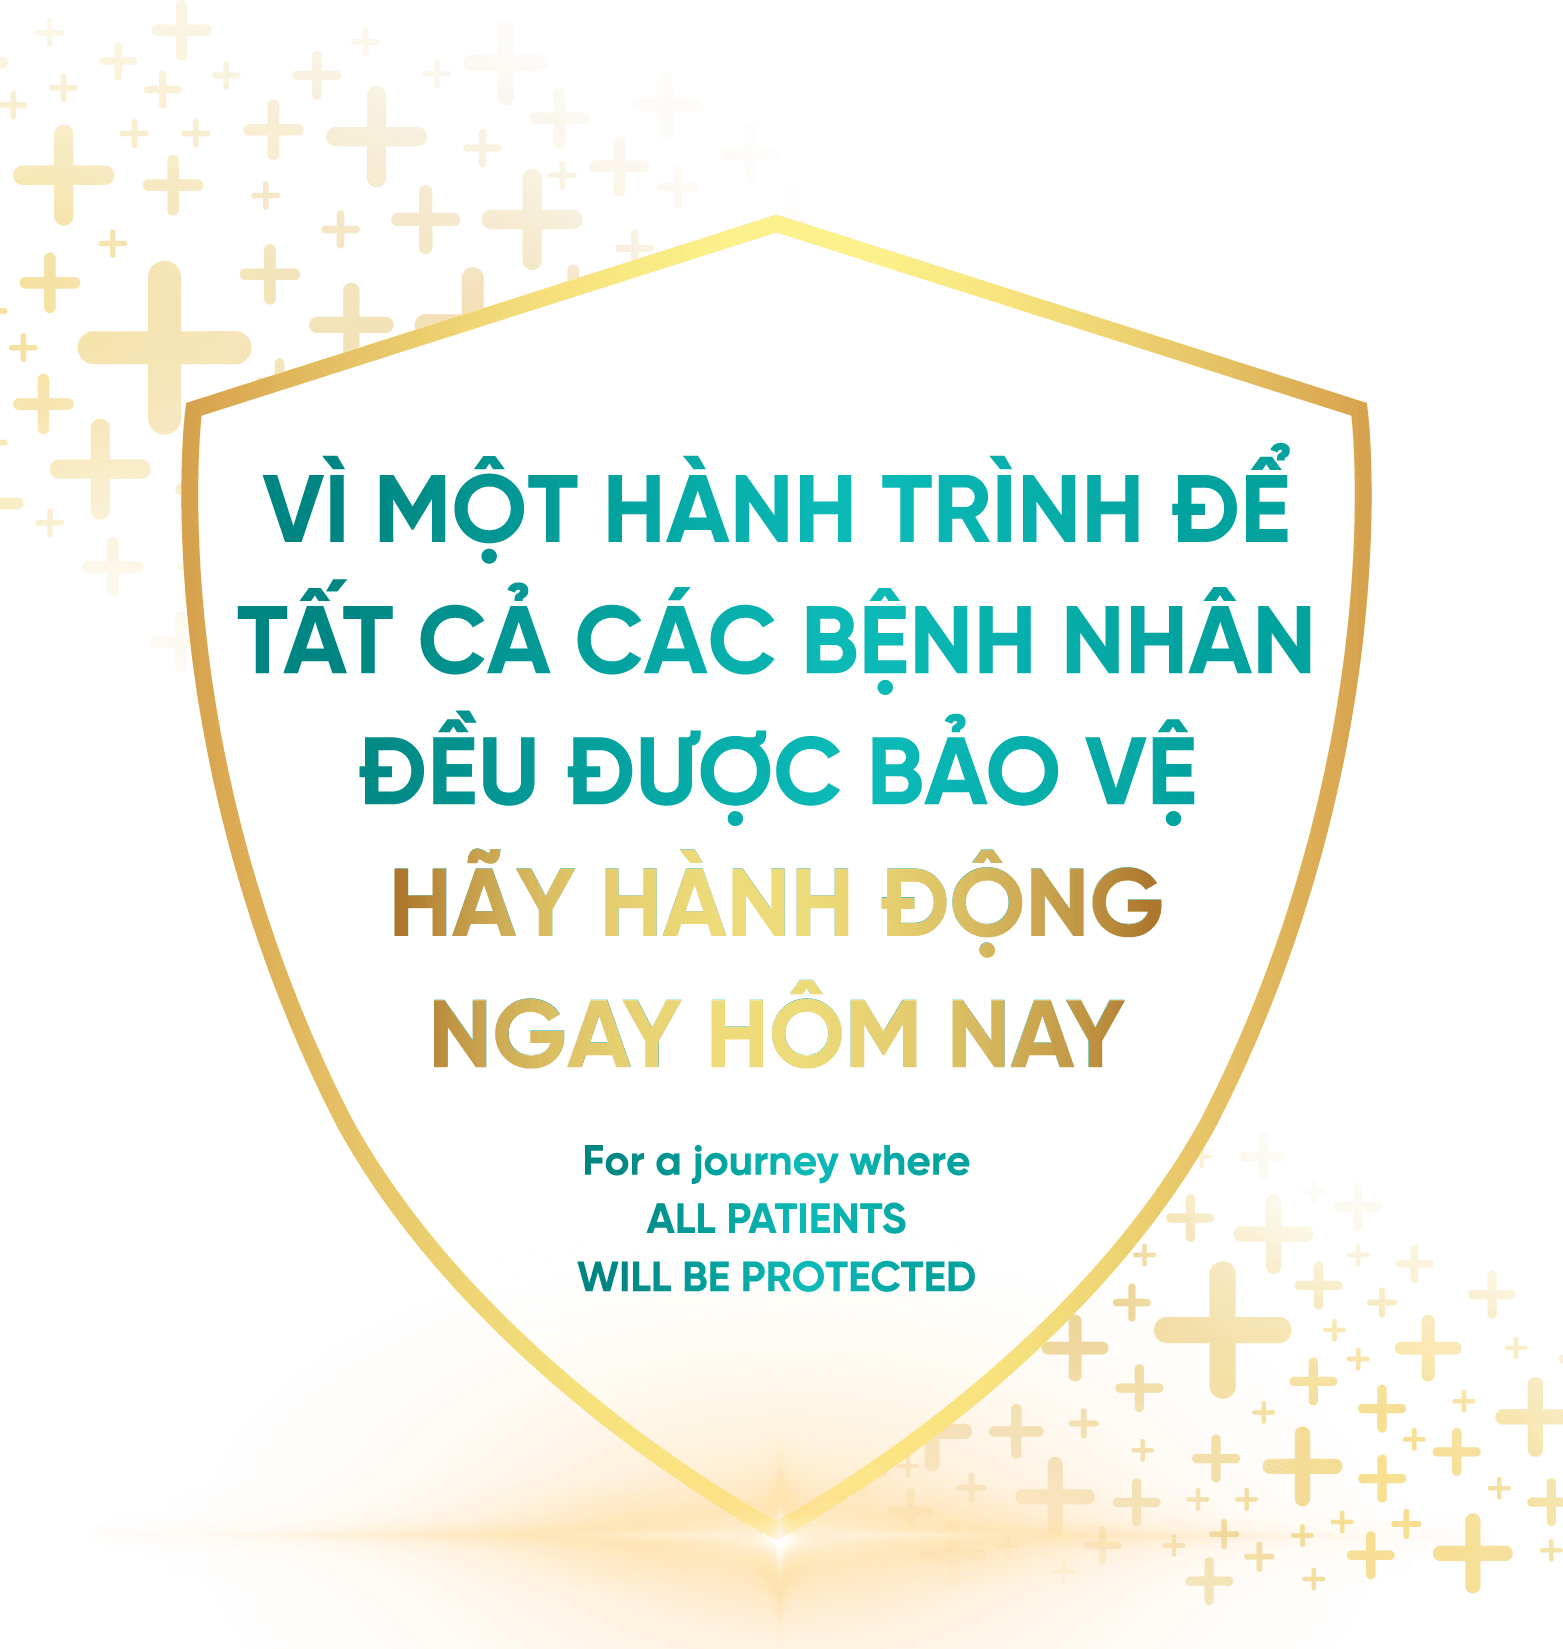 VÌ MỘT HÀNH TRÌNH ĐỂ
TẤT CẢ CÁC BỆNH NHÂN
ĐỀU ĐƯỢC BẢO VỆ
HÃY HÀNH ĐỘNG
NGAY HÔM NAY
For a journey where
ALL PATIENTS
WILL BE PROTECTED